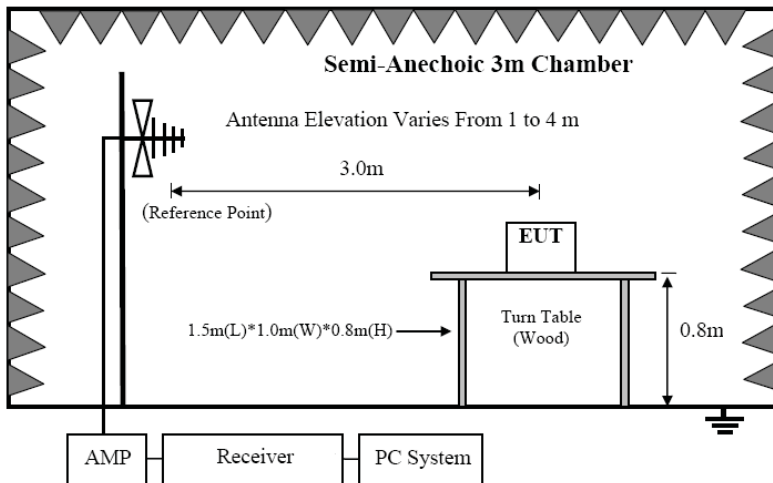 Semi-Anechoic 3m Chamber
Antenna Elevation Varies From 1 to 4 m
3.0m
(Reference Point)
EUT
1.5m(L)*1.0m(W)*0.8m(H)
Turn Table
(Wood)
0.8m
AMP
Receiver
PC System